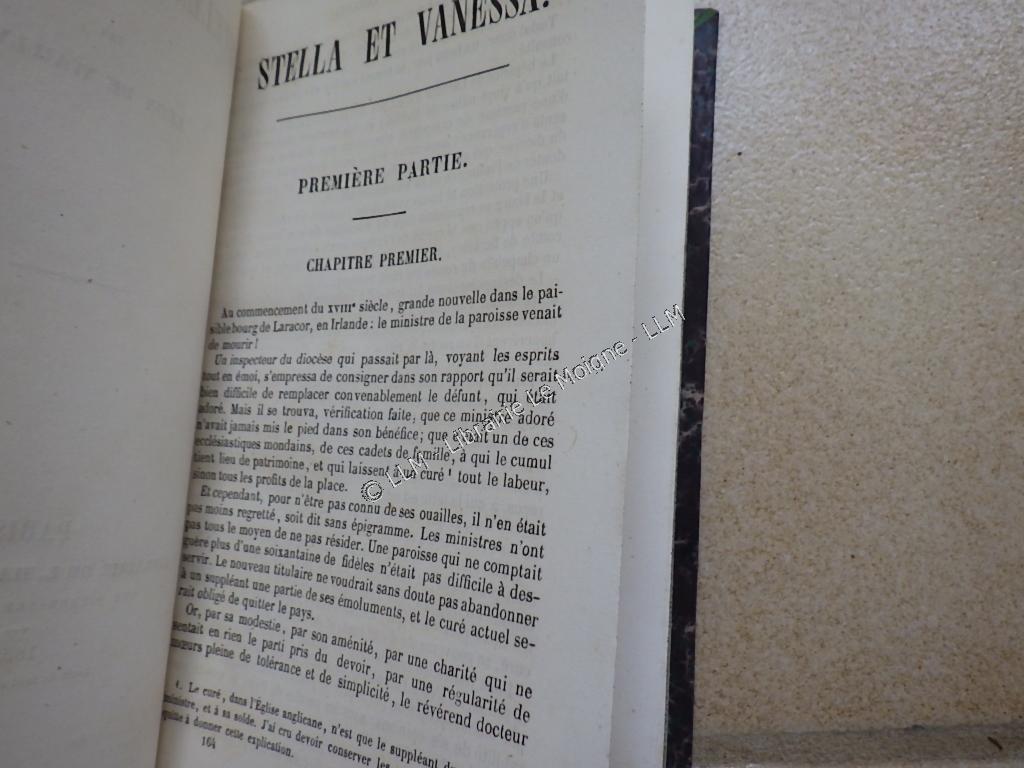 STELLA ET VANESSA.
PREMIÈRE PARTIE.
CHAPITRE PREMIER.
Au commencement du XVIIIe siècle, grande nouvelle dans le pai-
sible bourg de Laracor, en Irlande : le ministre de la paroisse venait
de mourir !
Un inspecteur du diocèse qui passait par là, voyant les esprits
tout en émoi, s'empressa de consigner dans son rapport qu'il serait
bien difficile de remplacer convenablement le défunt, qui était
adoré. Mais il se trouva, vérification faite, que ce ministre adoré
n'avait jamais mis le pied dans son bénéfice; que c'était un de ces
ecclésiastiques mondains, de ces cadets de famille, à qui le cumul
tient lieu de patrimoine, et qui laissent à un curé¹ tout le labeur,
sinon tous les profits de la place.
Et cependant, pour n'être pas connu de ses ouailles, il n'en était
pas moins regretté, soit dit sans épigramme. Les ministres n'ont
pas tous le moyen de ne pas résider. Une paroisse qui ne comptait
guère plus d'une soixantaine de fidèles n'était pas difficile à des-
servir. Le nouveau titulaire ne voudrait sans doute pas abandonner
à un suppléant une partie de ses émoluments, et le curé actuel se-
rait obligé de quitter le pays.
Or, par sa modestie, par son aménité, par une charité qui ne
sentait en rien le parti pris du devoir, par une régularité de
mœurs pleine de tolérance et de simplicité, le révérend docteur
1. Le curé, dans l'Église anglicane, n'est que le suppléant
ministre, et à sa solde. J'ai cru devoir conserver les
à donner cette explication.
164
© LLM - Librairie Le Moigne - LLM